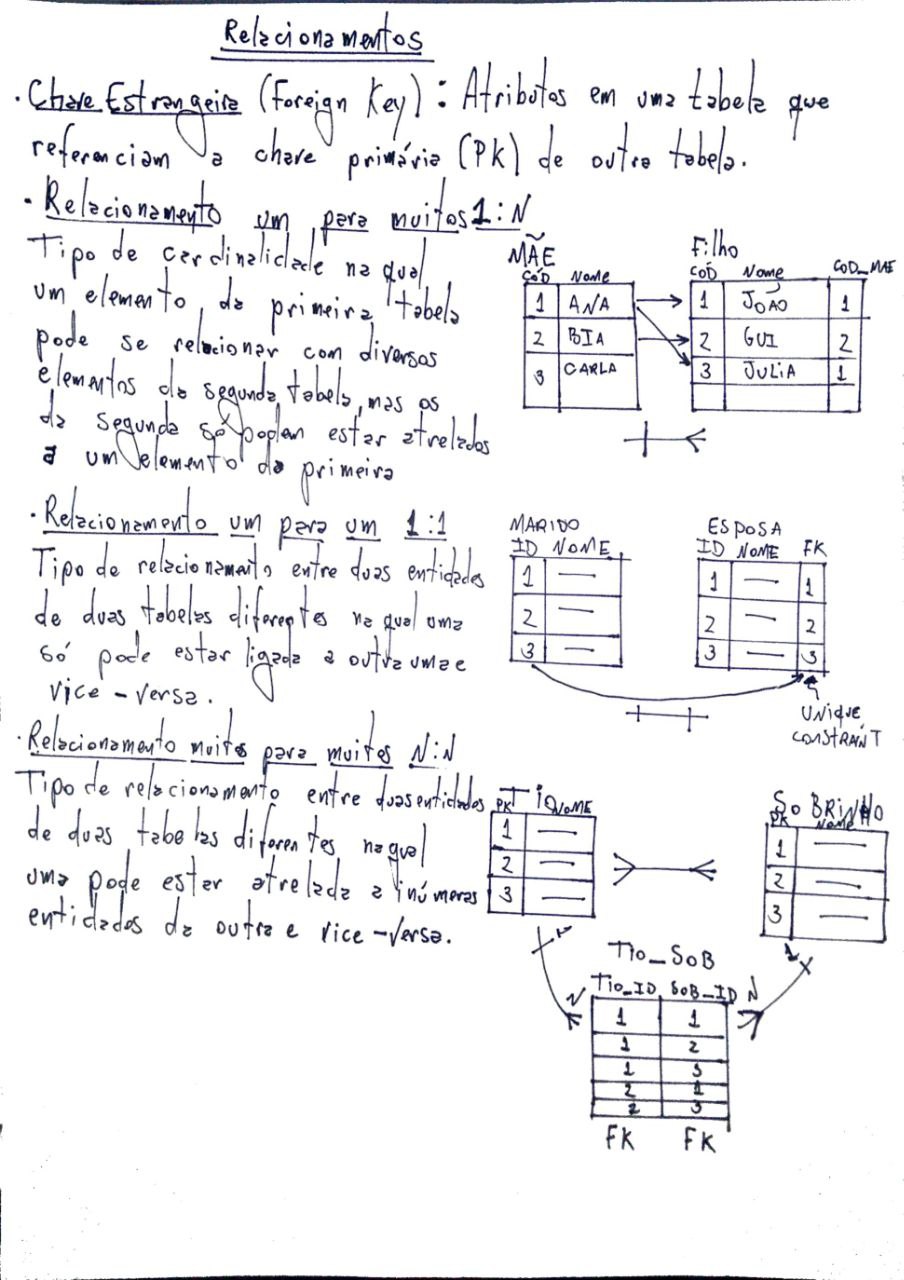 Relacionamentos
· Chave Estrangeira (Foreign Key): Atributos em uma tabela que
referenciam a chave primária (PK) de outra tabela.
· Relacionamento um para muitos 1:N
Tipo de cardinalidade na qual
um elemento da primeira tabela
pode se relacionar com diversos
elementos da segunda tabela, mas os
da segunda só podem estar atrelados
a um elemento da primeira
MÃE
CÓD Nome
1 ANA
2 BIA
3 CARLA
Filho
CÓD Nome COD_MAE
1 JOÃO 1
2 GUI 2
3 JULIA 1
· Relacionamento um para um 1:1
Tipo de relacionamento entre duas entidades
de duas tabelas diferentes na qual uma
só pode estar ligada a outra uma e
vice-versa.
MARIDO
ID NOME
1
2
3
ESPOSA
ID NOME FK
1 1
2 2
3 3
UNIQUE
CONSTRAINT
· Relacionamento muitos para muitos N:N
Tipo de relacionamento entre duas entidades
de duas tabelas diferentes na qual
uma pode estar atrelada a inúmeras
entidades da outra e vice-versa.
TIO
PK NOME
1
2
3
SOBRINHO
PK NOME
1
2
3
1
1
TIO_SOB
N TIO_ID SOB_ID N
1 1
1 2
1 3
2 1
2 3
FK FK